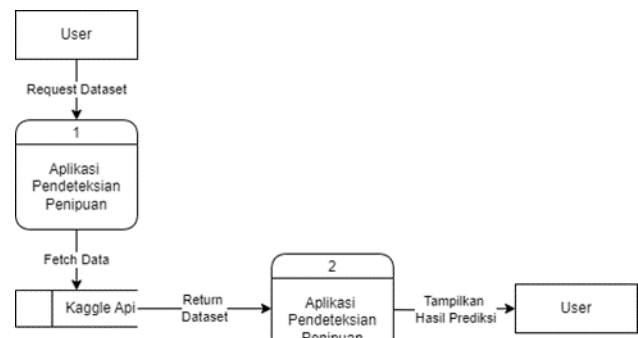 User
Request Dataset
1
Aplikasi
Pendeteksian
Penipuan
Fetch Data
Kaggle Api
Return
Dataset
2
Aplikasi
Pendeteksian
Penipuan
Tampilkan
Hasil Prediksi
User